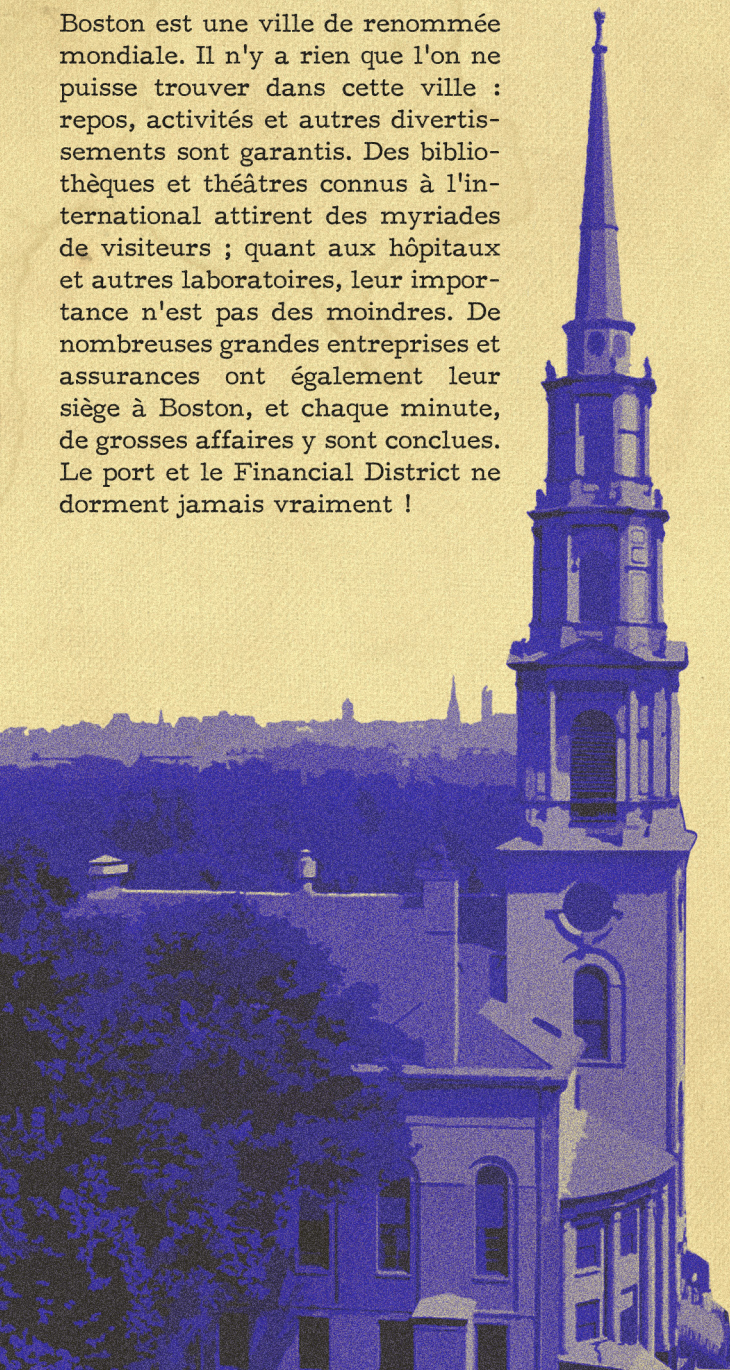 Boston est une ville de renommée
mondiale. Il n'y a rien que l'on ne
puisse trouver dans cette ville :
repos, activités et autres divertis-
sements sont garantis. Des biblio-
thèques et théâtres connus à l'in-
ternational attirent des myriades
de visiteurs ; quant aux hôpitaux
et autres laboratoires, leur impor-
tance n'est pas des moindres. De
nombreuses grandes entreprises et
assurances ont également leur
siège à Boston, et chaque minute,
de grosses affaires y sont conclues.
Le port et le Financial District ne
dorment jamais vraiment !